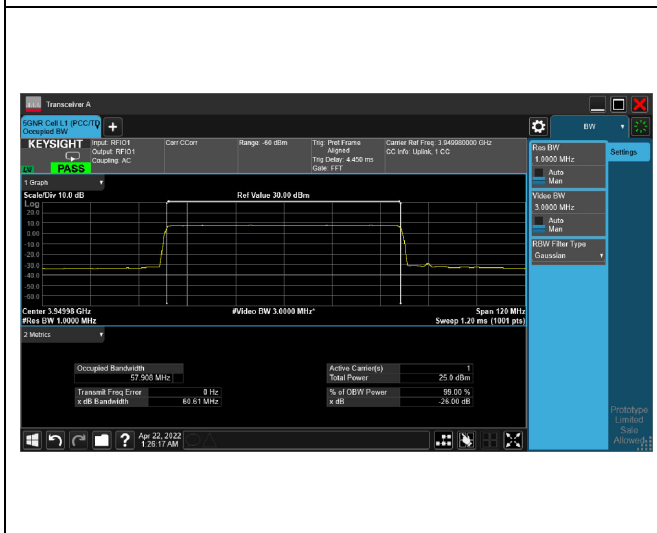 Transceiver A
5GNR Cell L1 (PCC/TD
Occupied BW
BW
KEYSIGHT
PASS
Input: RFIO1
Output: RFIO1
Coupling: AC
Corr CCorr
Range: -60 dBm
Trig: Pret Frame
Aligned
Trig Delay: 4.450 ms
Gate: FFT
Carrier Ref Freq, 3.949980000 GHz
CC Info: Uplink, 1 CC
1 Graph
Scale/Div 10.0 dB
Ref Value 30.00 dBm
Log
20.0
10.0
0.00
-10.0
-20.0
-30.0
-40.0
-50.0
-60.0
Center 3.94998 GHz
#Video BW 3.0000 MHz*
Span 120 MHz
#Res BW 1.0000 MHz
Sweep 1.20 ms (1001 pts)
2 Metrics
Occupied Bandwidth
57.908 MHz
Active Carrier(s) 1
Total Power 25.0 dBm
Transmit Freq Error 0 Hz
x dB Bandwidth 60.61 MHz
% of OBW Power 99.00 %
x dB -26.00 dB
Res BW
1.0000 MHz
Auto
Man
Video BW
3.0000 MHz
Auto
Man
RBW Filter Type
Gaussian
Settings
Prototype
Limited
Sale
Allowed
?
Apr 22, 2022
1:26:17 AM